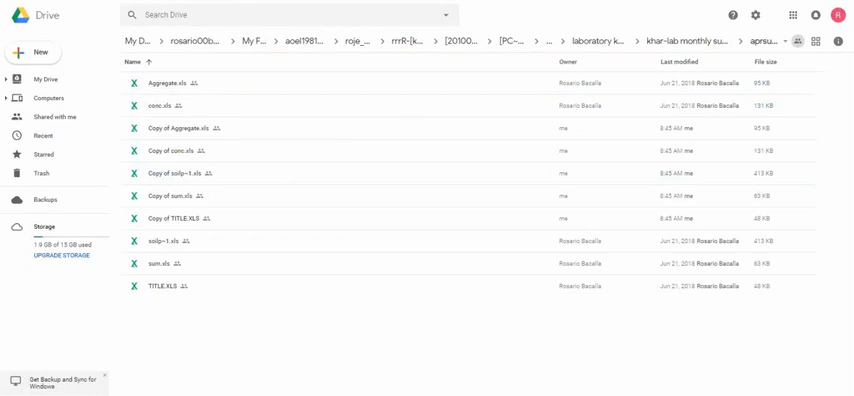 Drive
Search Drive
R
New
My D... > rosario00b... > My F... > aoel1981... > roje_... > rrrR-[k... > [20100... > [PC~... > ... > laboratory k... > khar-lab monthly su... > aprsu...
Name ↑ Owner Last modified File size
My Drive
Computers
Shared with me
Recent
Starred
Trash
Backups
Storage
1.9 GB of 15 GB used
UPGRADE STORAGE
Aggregate.xls Rosario Bacalla Jun 21, 2018 Rosario Bacalla 95 KB
conc.xls Rosario Bacalla Jun 21, 2018 Rosario Bacalla 131 KB
Copy of Aggregate.xls me 8:45 AM me 95 KB
Copy of conc.xls me 8:45 AM me 131 KB
Copy of soilp~1.xls me 8:45 AM me 413 KB
Copy of sum.xls me 8:45 AM me 63 KB
Copy of TITLE.XLS me 8:45 AM me 48 KB
soilp~1.xls Rosario Bacalla Jun 21, 2018 Rosario Bacalla 413 KB
sum.xls Rosario Bacalla Jun 21, 2018 Rosario Bacalla 63 KB
TITLE.XLS Rosario Bacalla Jun 21, 2018 Rosario Bacalla 48 KB
Get Backup and Sync for
Windows